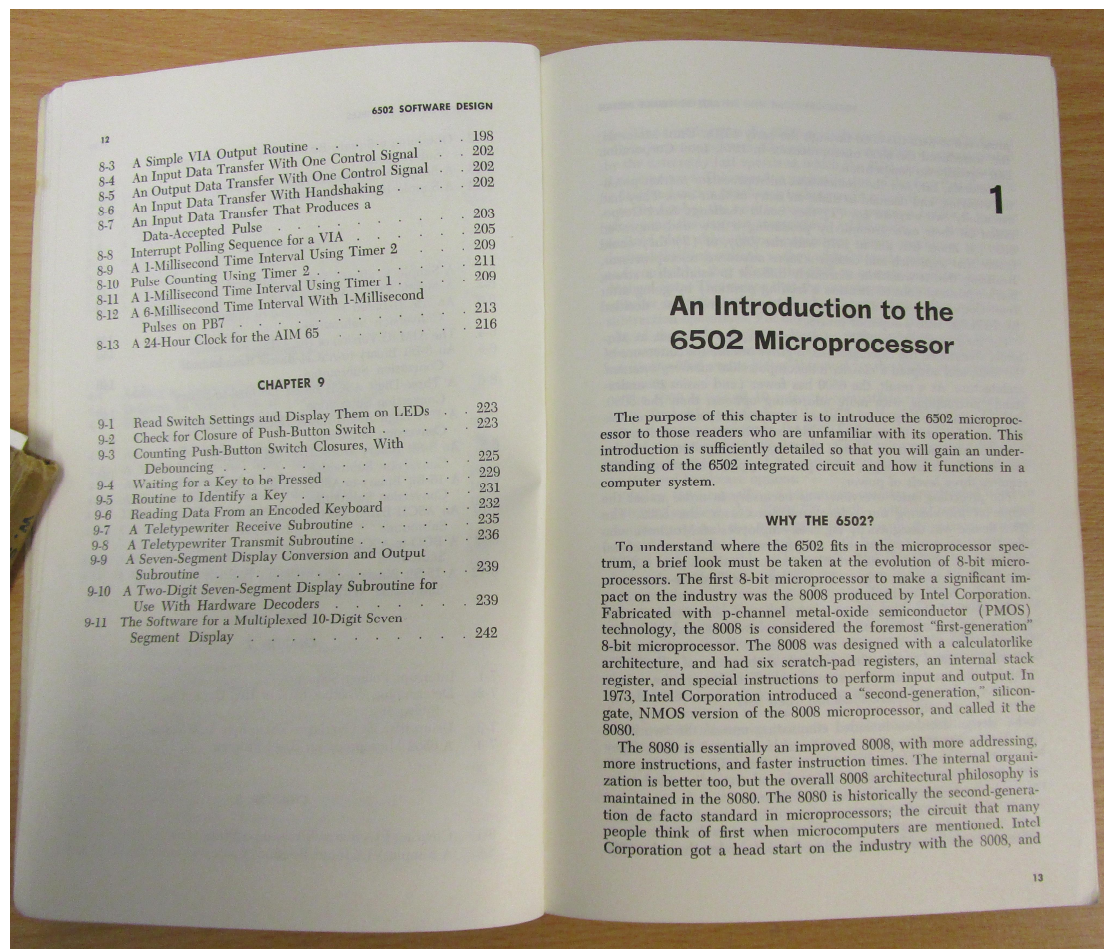 12
6502 SOFTWARE DESIGN
8-3 A Simple VIA Output Routine . . . . . . . . 198
8-4 An Input Data Transfer With One Control Signal . . 202
8-5 An Output Data Transfer With One Control Signal . . 202
8-6 An Input Data Transfer With Handshaking . . . . 202
8-7 An Input Data Transfer That Produces a
Data-Accepted Pulse . . . . . . . . . 203
8-8 Interrupt Polling Sequence for a VIA . . . . . . 205
8-9 A 1-Millisecond Time Interval Using Timer 2 . . . 209
8-10 Pulse Counting Using Timer 2 . . . . . . . 211
8-11 A 1-Millisecond Time Interval Using Timer 1 . . . . 209
8-12 A 6-Millisecond Time Interval With 1-Millisecond
Pulses on PB7 . . . . . . . . . . . 213
8-13 A 24-Hour Clock for the AIM 65 . . . . . . 216
CHAPTER 9
9-1 Read Switch Settings and Display Them on LEDs . . 223
9-2 Check for Closure of Push-Button Switch . . . . . 223
9-3 Counting Push-Button Switch Closures, With
Debouncing . . . . . . . . . . . . 225
9-4 Waiting for a Key to be Pressed . . . . . . . 229
9-5 Routine to Identify a Key . . . . . . . . . 231
9-6 Reading Data From an Encoded Keyboard . . . . 232
9-7 A Teletypewriter Receive Subroutine . . . . . . 235
9-8 A Teletypewriter Transmit Subroutine . . . . . . 236
9-9 A Seven-Segment Display Conversion and Output
Subroutine . . . . . . . . . . . . 239
9-10 A Two-Digit Seven-Segment Display Subroutine for
Use With Hardware Decoders . . . . . . . 239
9-11 The Software for a Multiplexed 10-Digit Seven
Segment Display . . . . . . . . . . . 242
1
An Introduction to the
6502 Microprocessor
The purpose of this chapter is to introduce the 6502 microproc-
essor to those readers who are unfamiliar with its operation. This
introduction is sufficiently detailed so that you will gain an under-
standing of the 6502 integrated circuit and how it functions in a
computer system.
WHY THE 6502?
To understand where the 6502 fits in the microprocessor spec-
trum, a brief look must be taken at the evolution of 8-bit micro-
processors. The first 8-bit microprocessor to make a significant im-
pact on the industry was the 8008 produced by Intel Corporation.
Fabricated with p-channel metal-oxide semiconductor (PMOS)
technology, the 8008 is considered the foremost "first-generation"
8-bit microprocessor. The 8008 was designed with a calculatorlike
architecture, and had six scratch-pad registers, an internal stack
register, and special instructions to perform input and output. In
1973, Intel Corporation introduced a "second-generation," silicon-
gate, NMOS version of the 8008 microprocessor, and called it the
8080.
The 8080 is essentially an improved 8008, with more addressing,
more instructions, and faster instruction times. The internal organi-
zation is better too, but the overall 8008 architectural philosophy is
maintained in the 8080. The 8080 is historically the second-genera-
tion de facto standard in microprocessors; the circuit that many
people think of first when microcomputers are mentioned. Intel
Corporation got a head start on the industry with the 8008, and
13